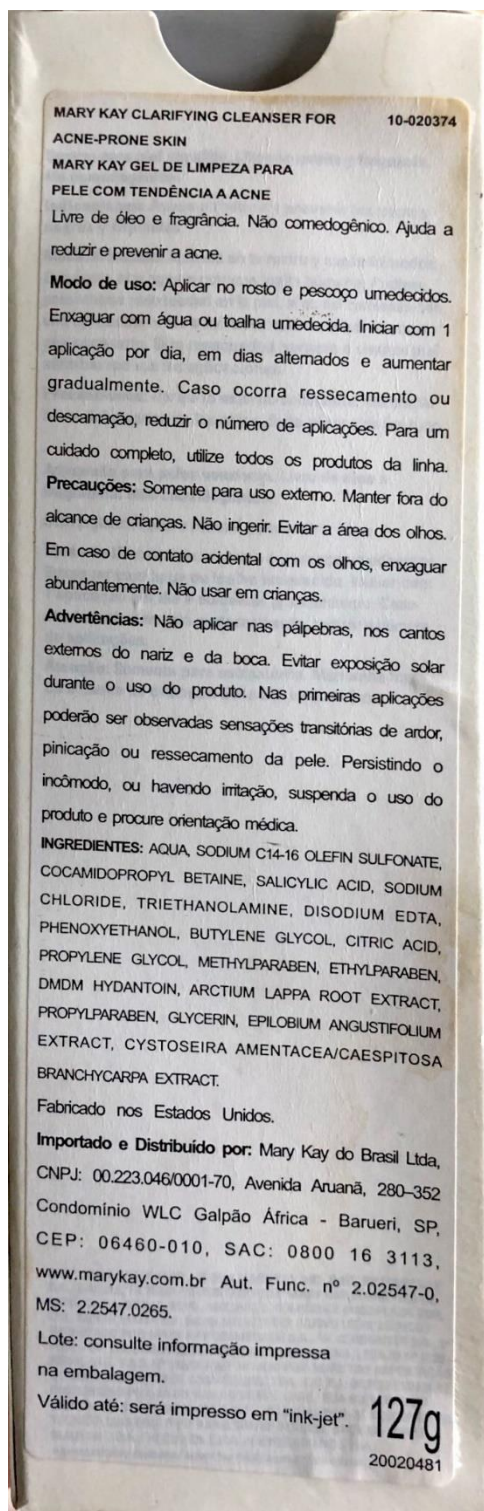 MARY KAY CLARIFYING CLEANSER FOR 10-020374
ACNE-PRONE SKIN
MARY KAY GEL DE LIMPEZA PARA
PELE COM TENDÊNCIA A ACNE
Livre de óleo e fragrância. Não comedogênico. Ajuda a
reduzir e prevenir a acne.
Modo de uso: Aplicar no rosto e pescoço umedecidos.
Enxaguar com água ou toalha umedecida. Iniciar com 1
aplicação por dia, em dias alternados e aumentar
gradualmente. Caso ocorra ressecamento ou
descamação, reduzir o número de aplicações. Para um
cuidado completo, utilize todos os produtos da linha.
Precauções: Somente para uso externo. Manter fora do
alcance de crianças. Não ingerir. Evitar a área dos olhos.
Em caso de contato acidental com os olhos, enxaguar
abundantemente. Não usar em crianças.
Advertências: Não aplicar nas pálpebras, nos cantos
externos do nariz e da boca. Evitar exposição solar
durante o uso do produto. Nas primeiras aplicações
poderão ser observadas sensações transitórias de ardor,
pinicação ou ressecamento da pele. Persistindo o
incômodo, ou havendo irritação, suspenda o uso do
produto e procure orientação médica.
INGREDIENTES: AQUA, SODIUM C14-16 OLEFIN SULFONATE,
COCAMIDOPROPYL BETAINE, SALICYLIC ACID, SODIUM
CHLORIDE, TRIETHANOLAMINE, DISODIUM EDTA,
PHENOXYETHANOL, BUTYLENE GLYCOL, CITRIC ACID,
PROPYLENE GLYCOL, METHYLPARABEN, ETHYLPARABEN,
DMDM HYDANTOIN, ARCTIUM LAPPA ROOT EXTRACT,
PROPYLPARABEN, GLYCERIN, EPILOBIUM ANGUSTIFOLIUM
EXTRACT, CYSTOSEIRA AMENTACEA/CAESPITOSA
BRANCHYCARPA EXTRACT.
Fabricado nos Estados Unidos.
Importado e Distribuído por: Mary Kay do Brasil Ltda,
CNPJ: 00.223.046/0001-70, Avenida Aruanã, 280–352
Condomínio WLC Galpão África - Barueri, SP,
CEP: 06460-010, SAC: 0800 16 3113,
www.marykay.com.br Aut. Func. nº 2.02547-0,
MS: 2.2547.0265.
Lote: consulte informação impressa
na embalagem.
Válido até: será impresso em “ink-jet”. 127g
20020481